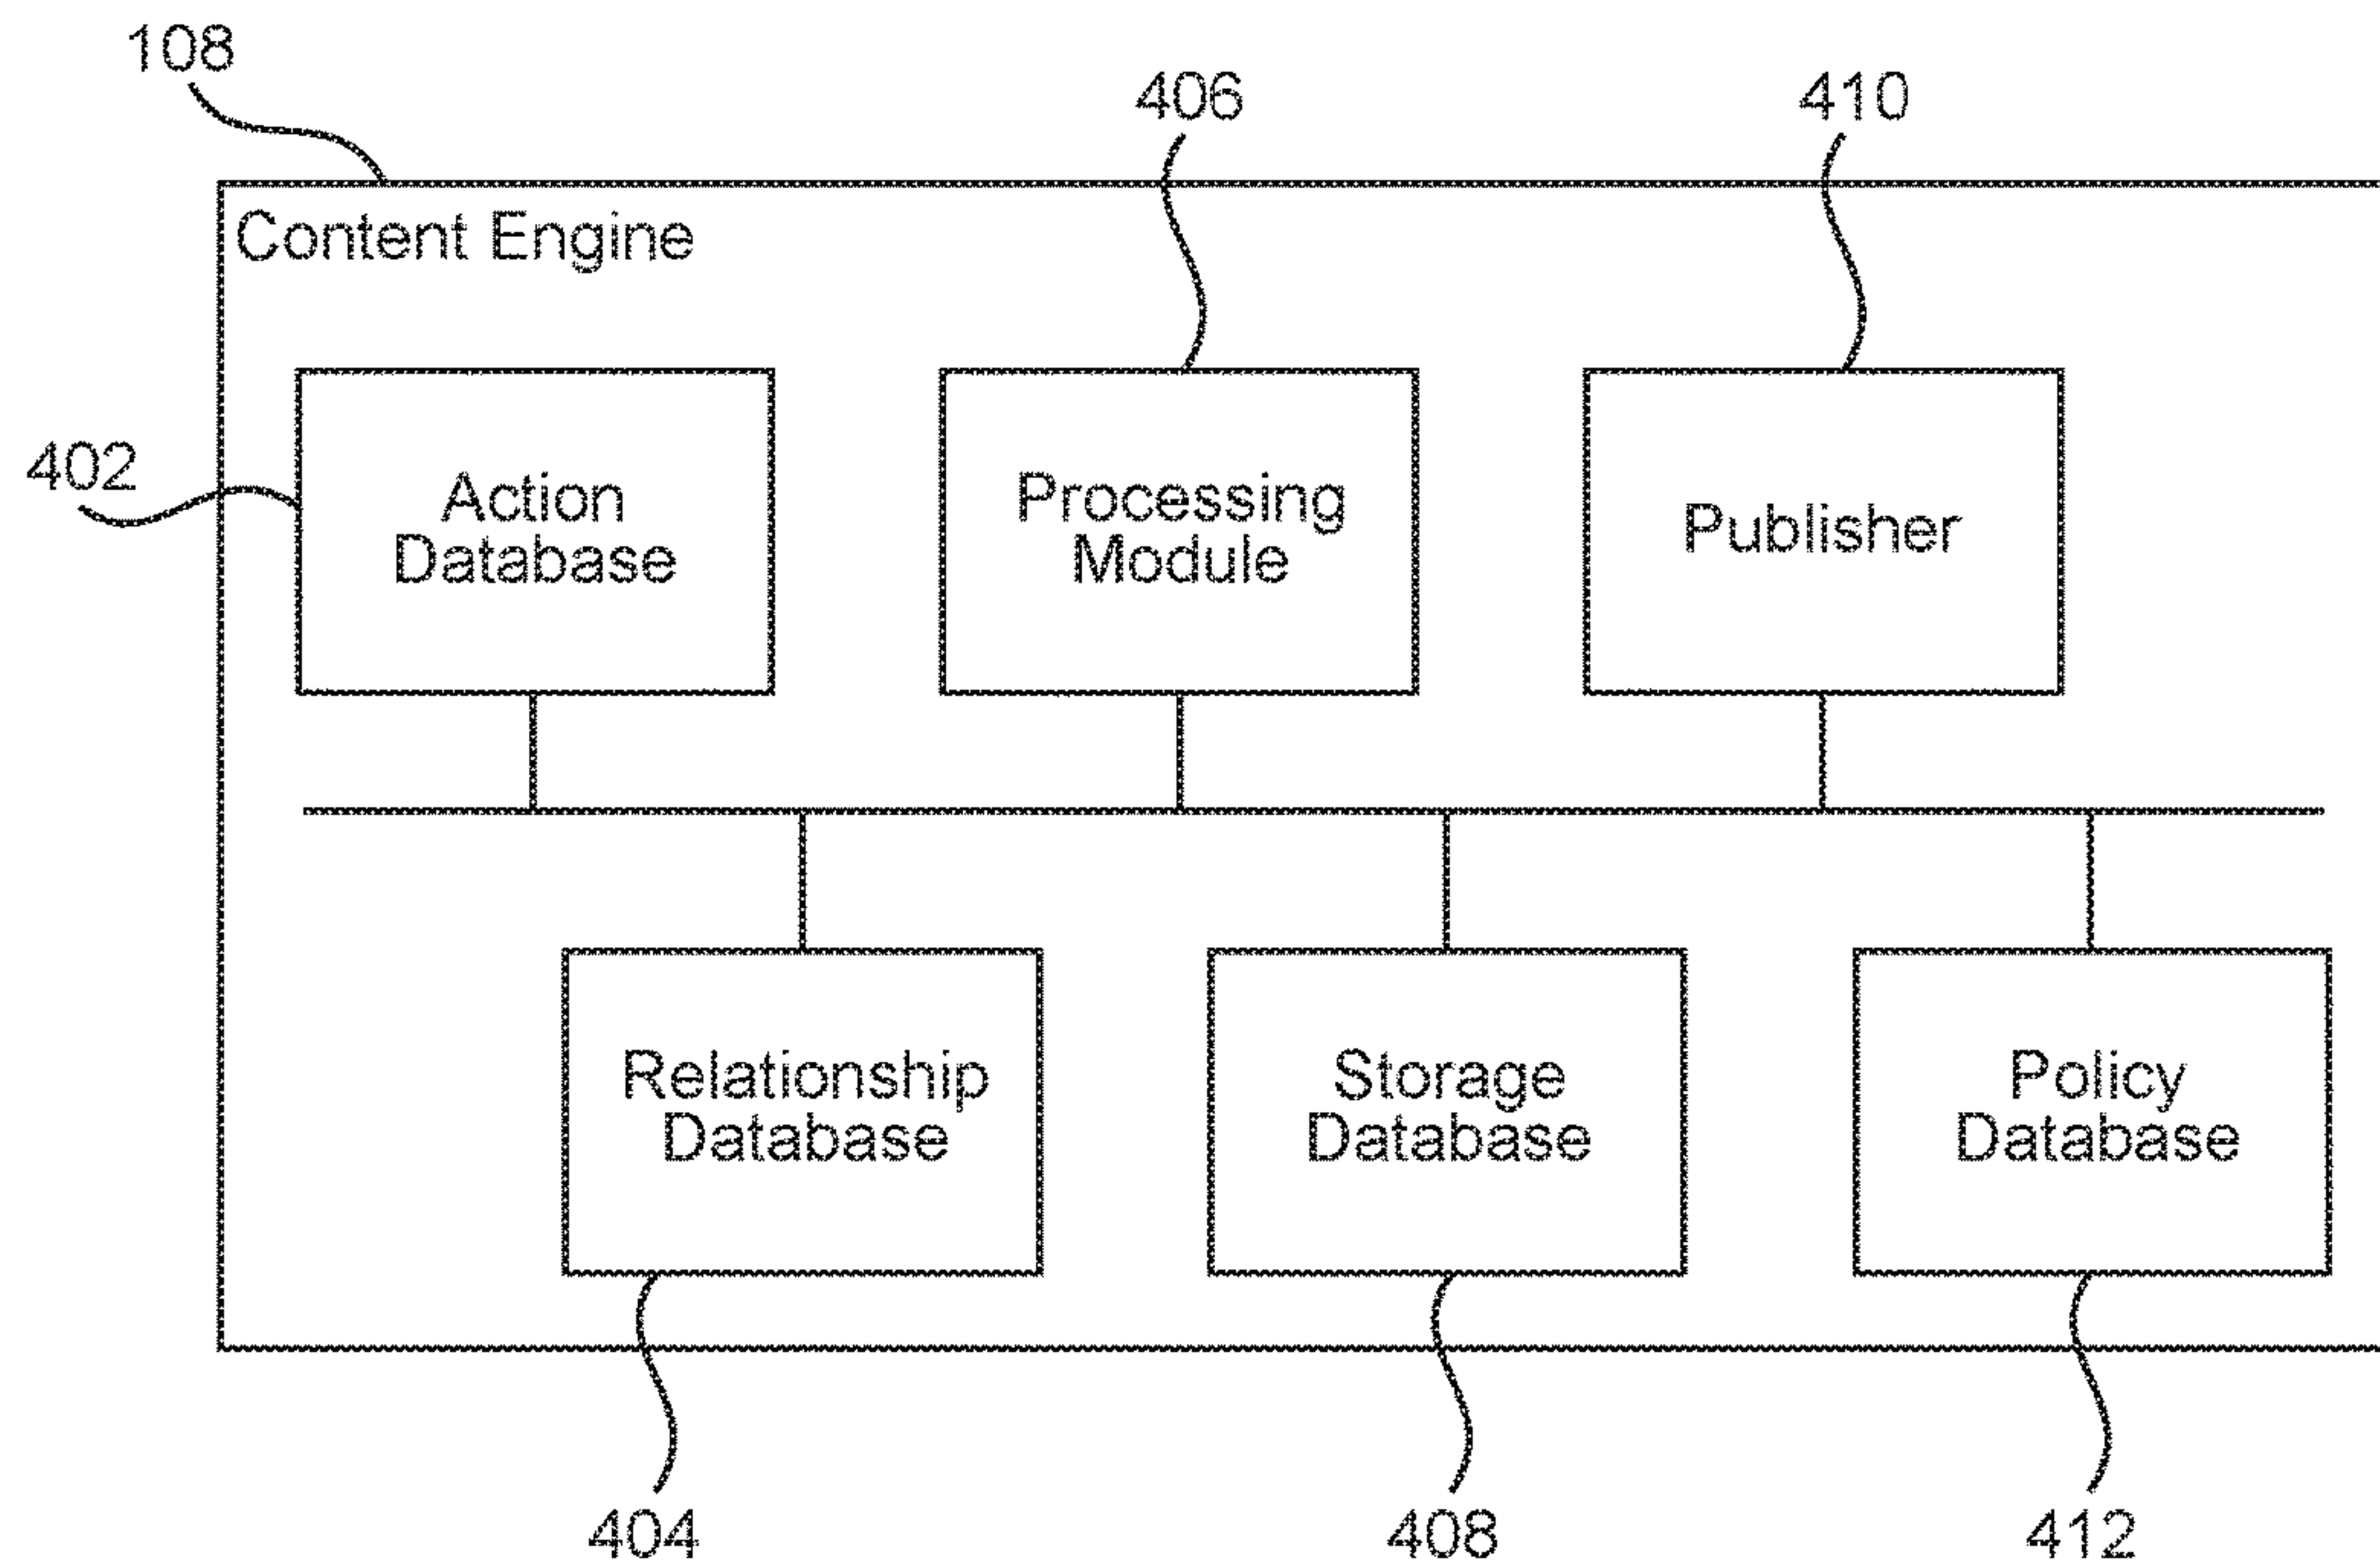 108
406
410
Content Engine
402
Action
Database
Processing
Module
Publisher
Relationship
Database
Storage
Database
Policy
Database
404
408
412